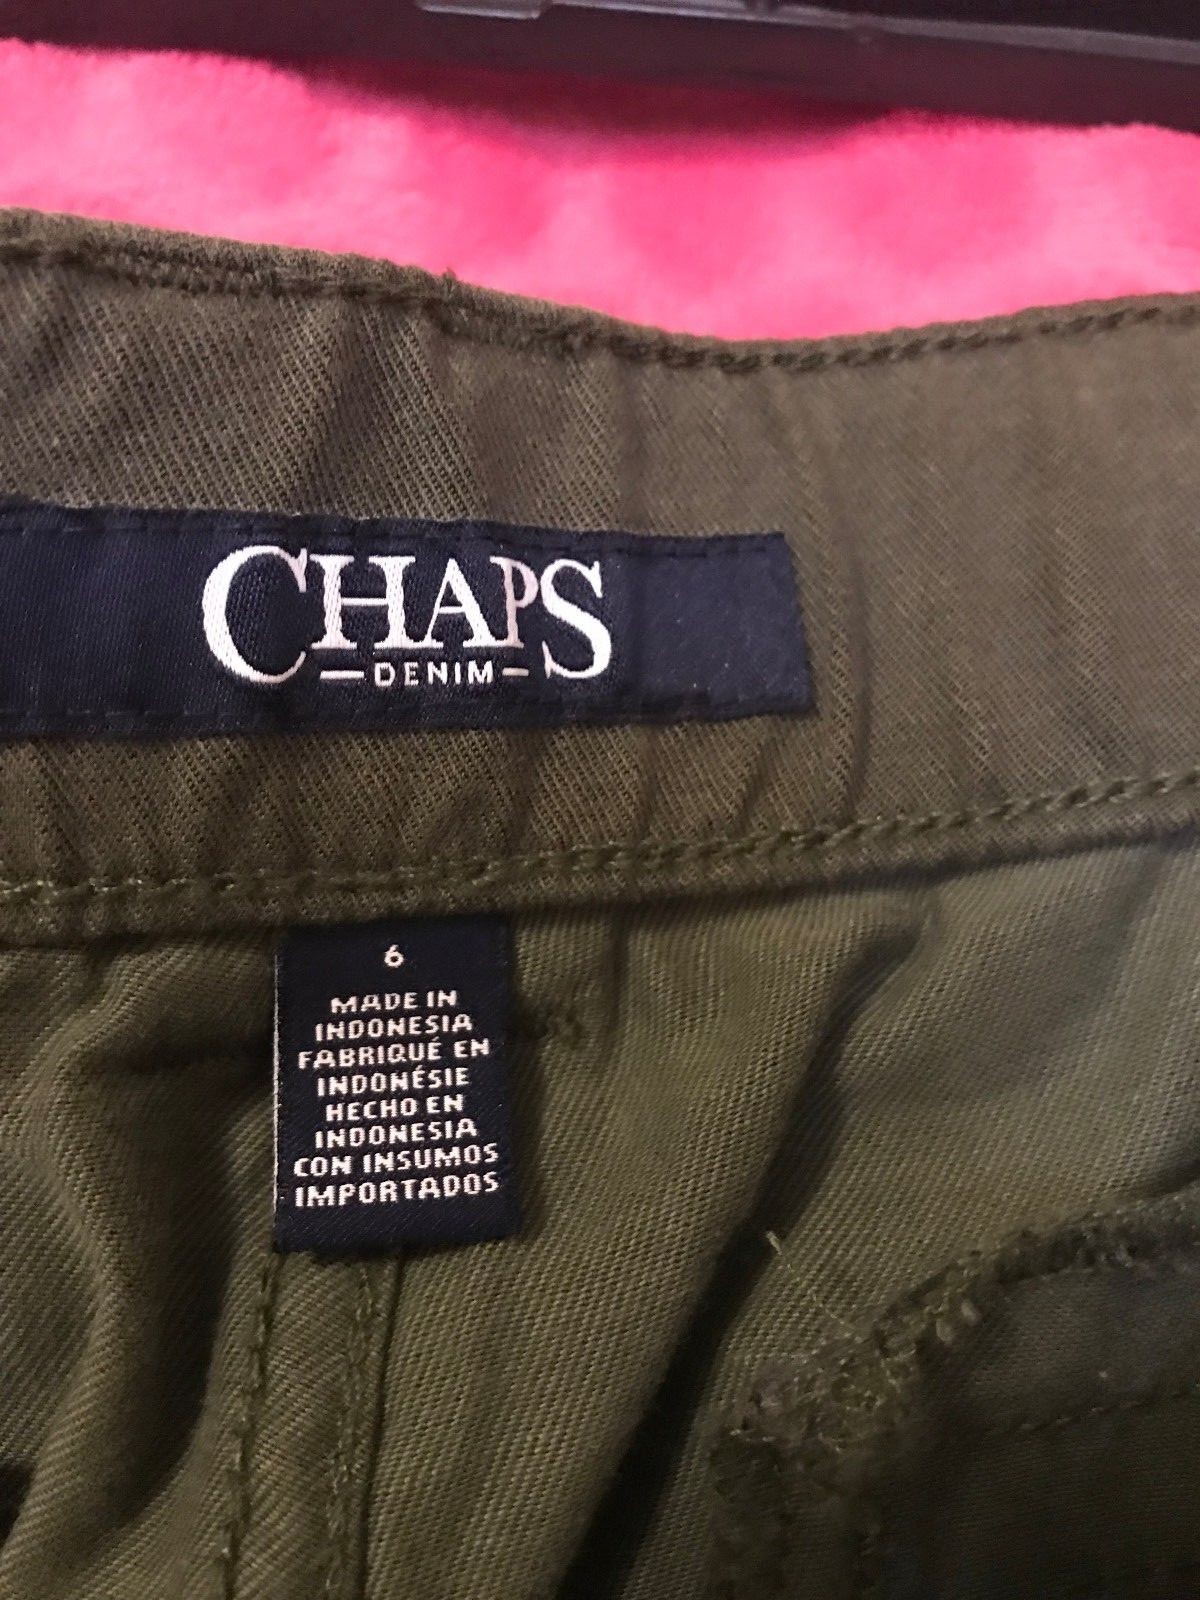 CHAPS
DENIM
6
MADE IN
INDONESIA
FABRIQUÉ EN
INDONÉSIE
HECHO EN
INDONESIA
CON INSUMOS
IMPORTADOS